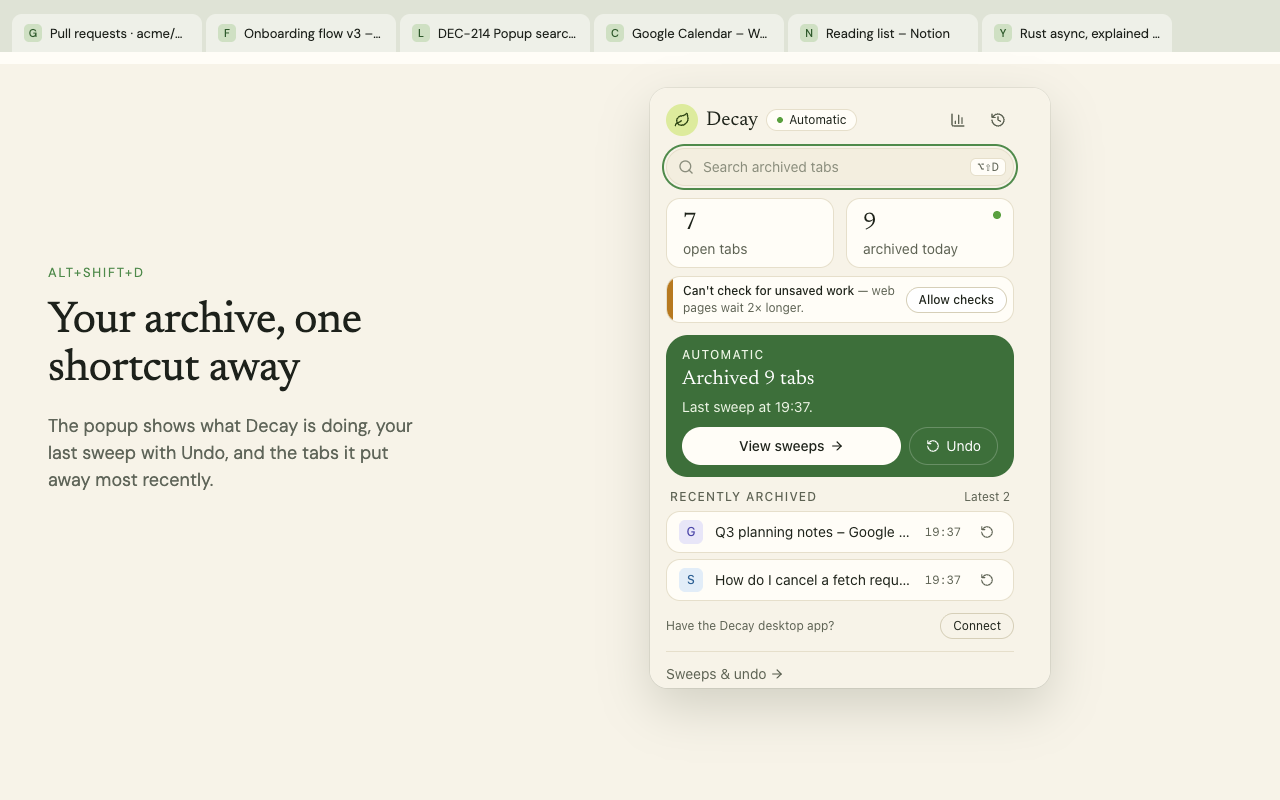 G Pull requests · acme/…
F Onboarding flow v3 –…
L DEC-214 Popup searc…
C Google Calendar – W…
N Reading list – Notion
Y Rust async, explained …
ALT+SHIFT+D
Your archive, one
shortcut away
The popup shows what Decay is doing, your
last sweep with Undo, and the tabs it put
away most recently.
Decay
Automatic
Search archived tabs
⌥⇧D
7
open tabs
9
archived today
Can't check for unsaved work — web
pages wait 2× longer.
Allow checks
AUTOMATIC
Archived 9 tabs
Last sweep at 19:37.
View sweeps →
Undo
RECENTLY ARCHIVED
Latest 2
G Q3 planning notes – Google … 19:37
S How do I cancel a fetch requ… 19:37
Have the Decay desktop app?
Connect
Sweeps & undo →